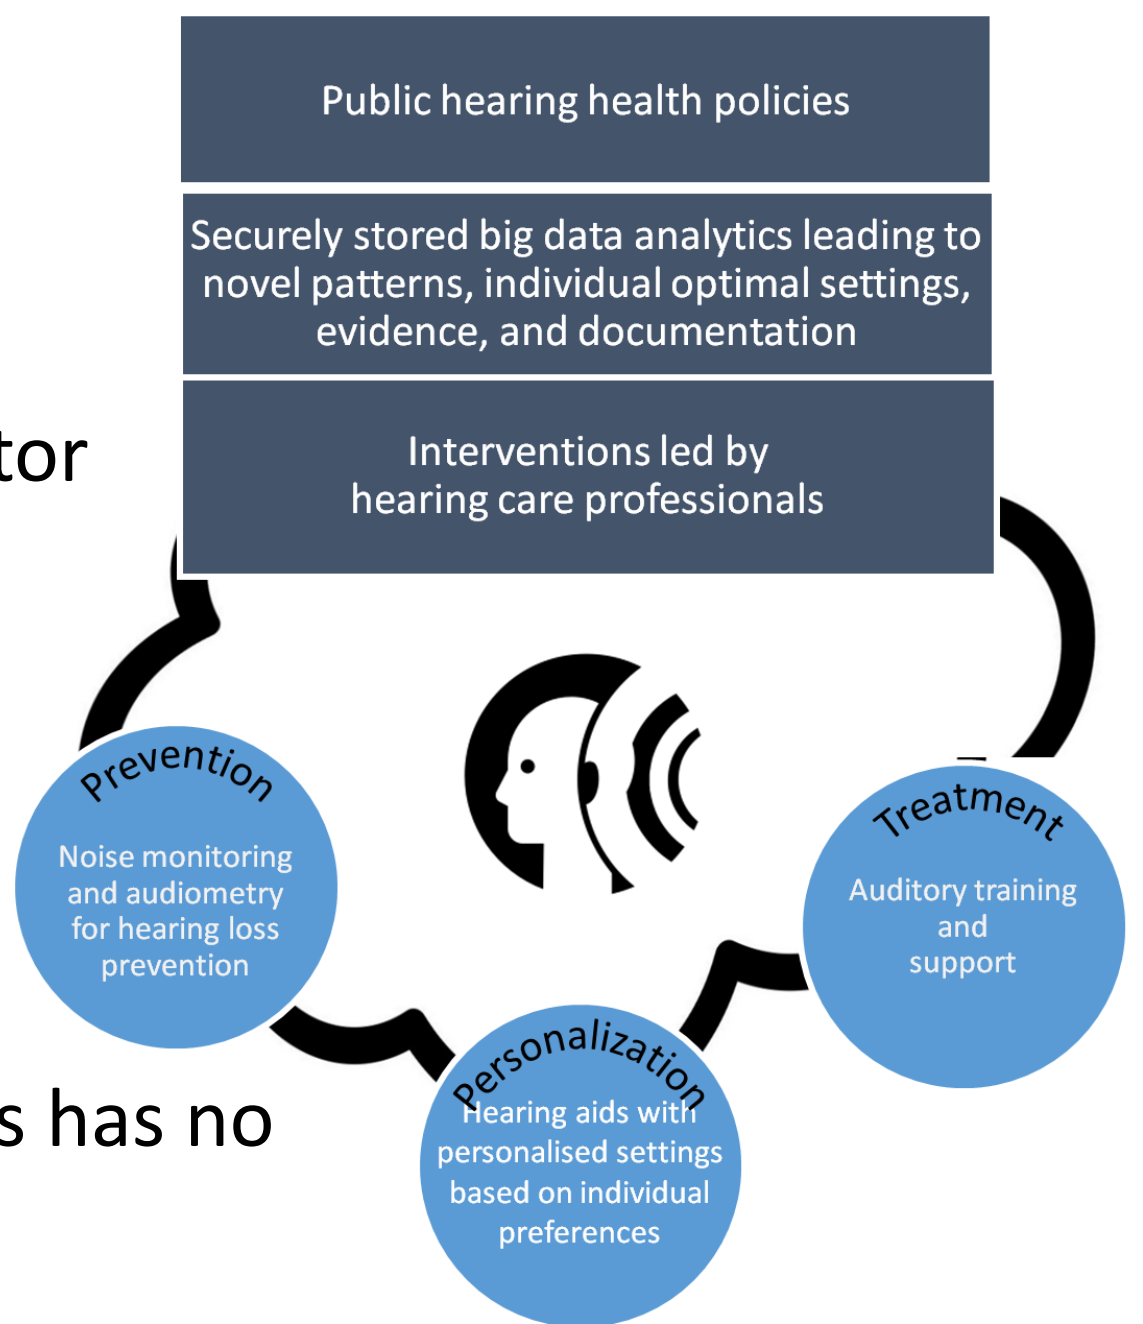 Public hearing health policies
Securely stored big data analytics leading to
novel patterns, individual optimal settings,
evidence, and documentation
tor
Interventions led by
hearing care professionals
Prevention
Noise monitoring
and audiometry
for hearing loss
prevention
Treatment
Auditory training
and
support
s has no
Personalization
Hearing aids with
personalised settings
based on individual
preferences